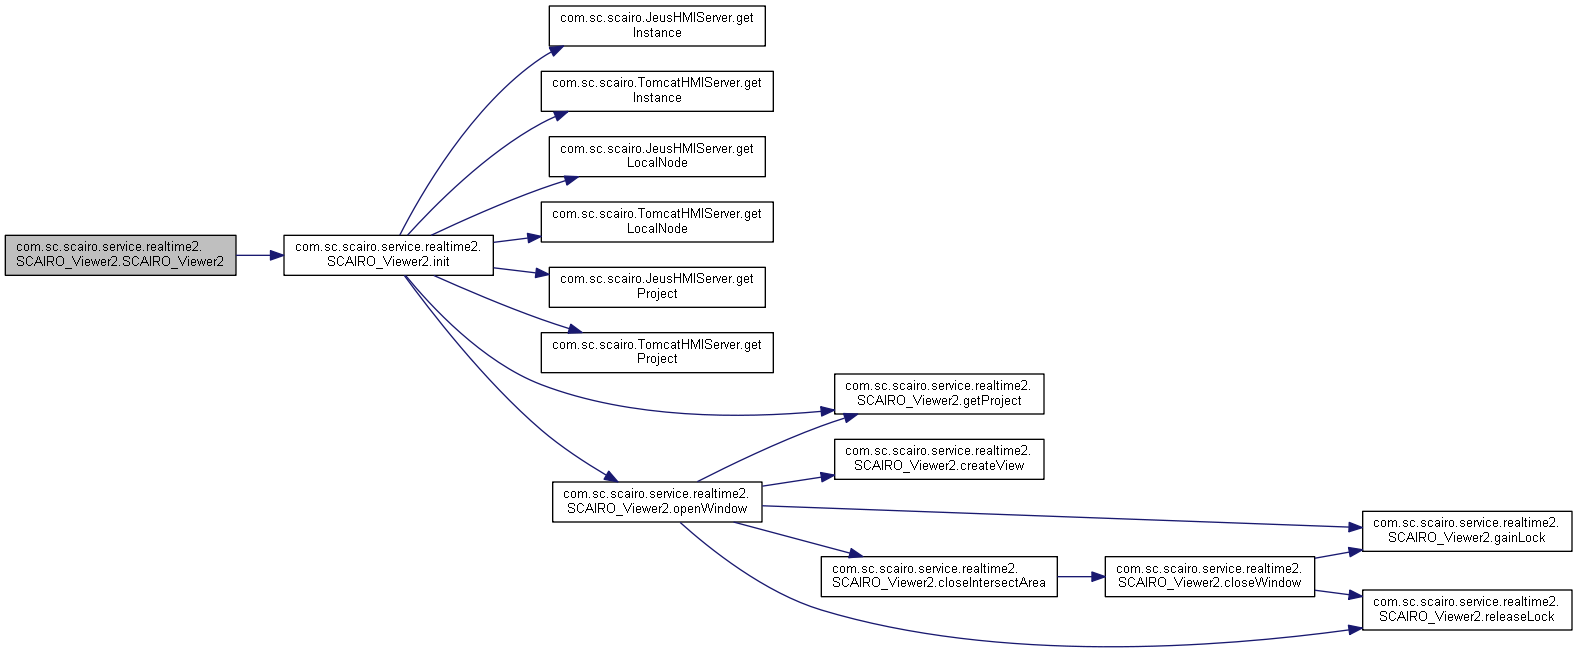 com.sc.scairo.JeusHMIServer.get
Instance
com.sc.scairo.TomcatHMIServer.get
Instance
com.sc.scairo.JeusHMIServer.get
LocalNode
com.sc.scairo.TomcatHMIServer.get
LocalNode
com.sc.scairo.service.realtime2.
SCAIRO_Viewer2.SCAIRO_Viewer2
com.sc.scairo.service.realtime2.
SCAIRO_Viewer2.init
com.sc.scairo.JeusHMIServer.get
Project
com.sc.scairo.TomcatHMIServer.get
Project
com.sc.scairo.service.realtime2.
SCAIRO_Viewer2.getProject
com.sc.scairo.service.realtime2.
SCAIRO_Viewer2.createView
com.sc.scairo.service.realtime2.
SCAIRO_Viewer2.openWindow
com.sc.scairo.service.realtime2.
SCAIRO_Viewer2.gainLock
com.sc.scairo.service.realtime2.
SCAIRO_Viewer2.closeIntersectArea
com.sc.scairo.service.realtime2.
SCAIRO_Viewer2.closeWindow
com.sc.scairo.service.realtime2.
SCAIRO_Viewer2.releaseLock